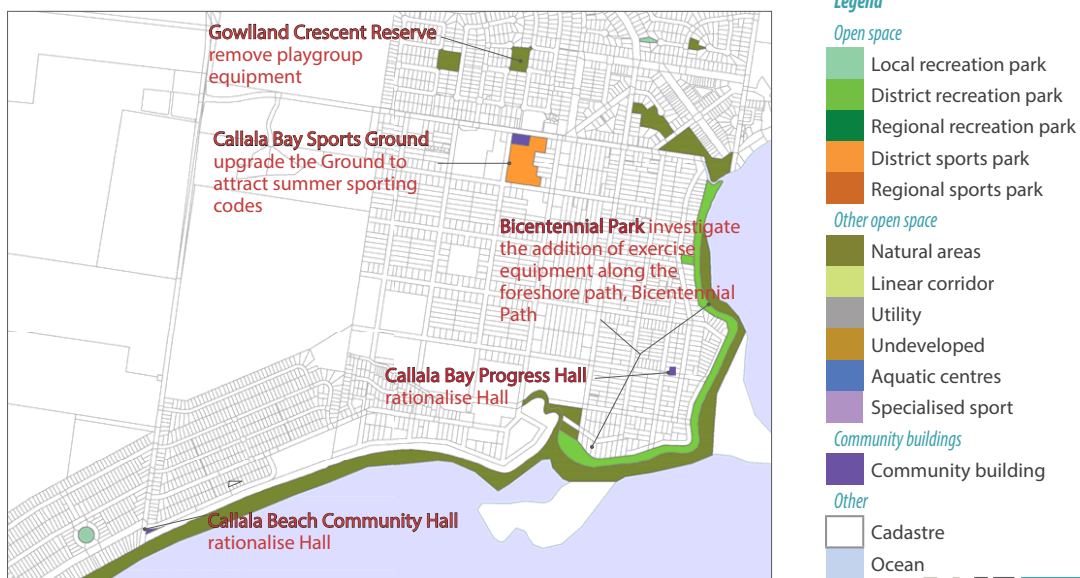 Gowlland Crescent Reserve
remove playgroup
equipment
Callala Bay Sports Ground
upgrade the Ground to
attract summer sporting
codes
Bicentennial Park investigate
the addition of exercise
equipment along the
foreshore path, Bicentennial
Path
Callala Bay Progress Hall
rationalise Hall
Callala Beach Community Hall
rationalise Hall
Legend
Open space
Local recreation park
District recreation park
Regional recreation park
District sports park
Regional sports park
Other open space
Natural areas
Linear corridor
Utility
Undeveloped
Aquatic centres
Specialised sport
Community buildings
Community building
Other
Cadastre
Ocean